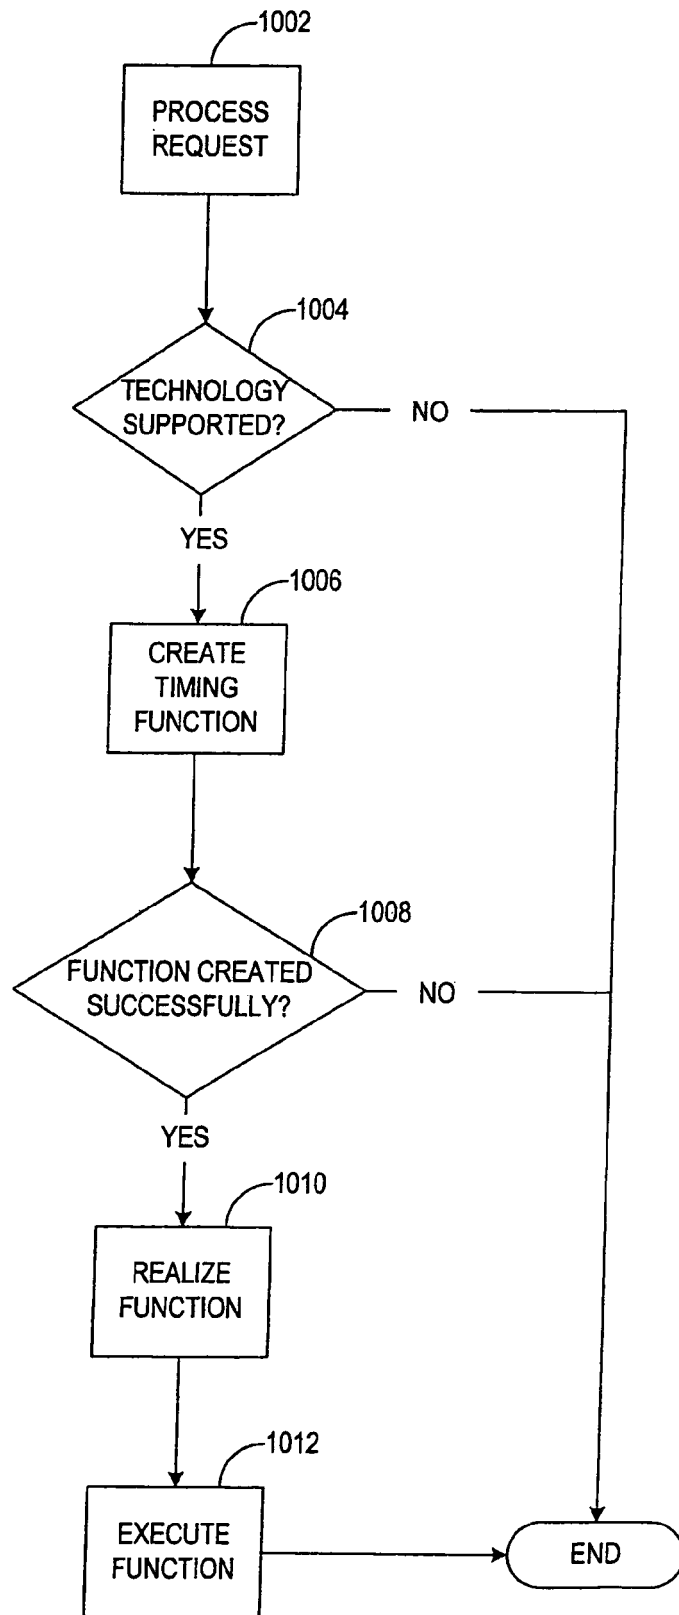 1002
PROCESS
REQUEST
1004
TECHNOLOGY
SUPPORTED?
NO
YES
1006
CREATE
TIMING
FUNCTION
1008
FUNCTION CREATED
SUCCESSFULLY?
NO
YES
1010
REALIZE
FUNCTION
1012
EXECUTE
FUNCTION
END